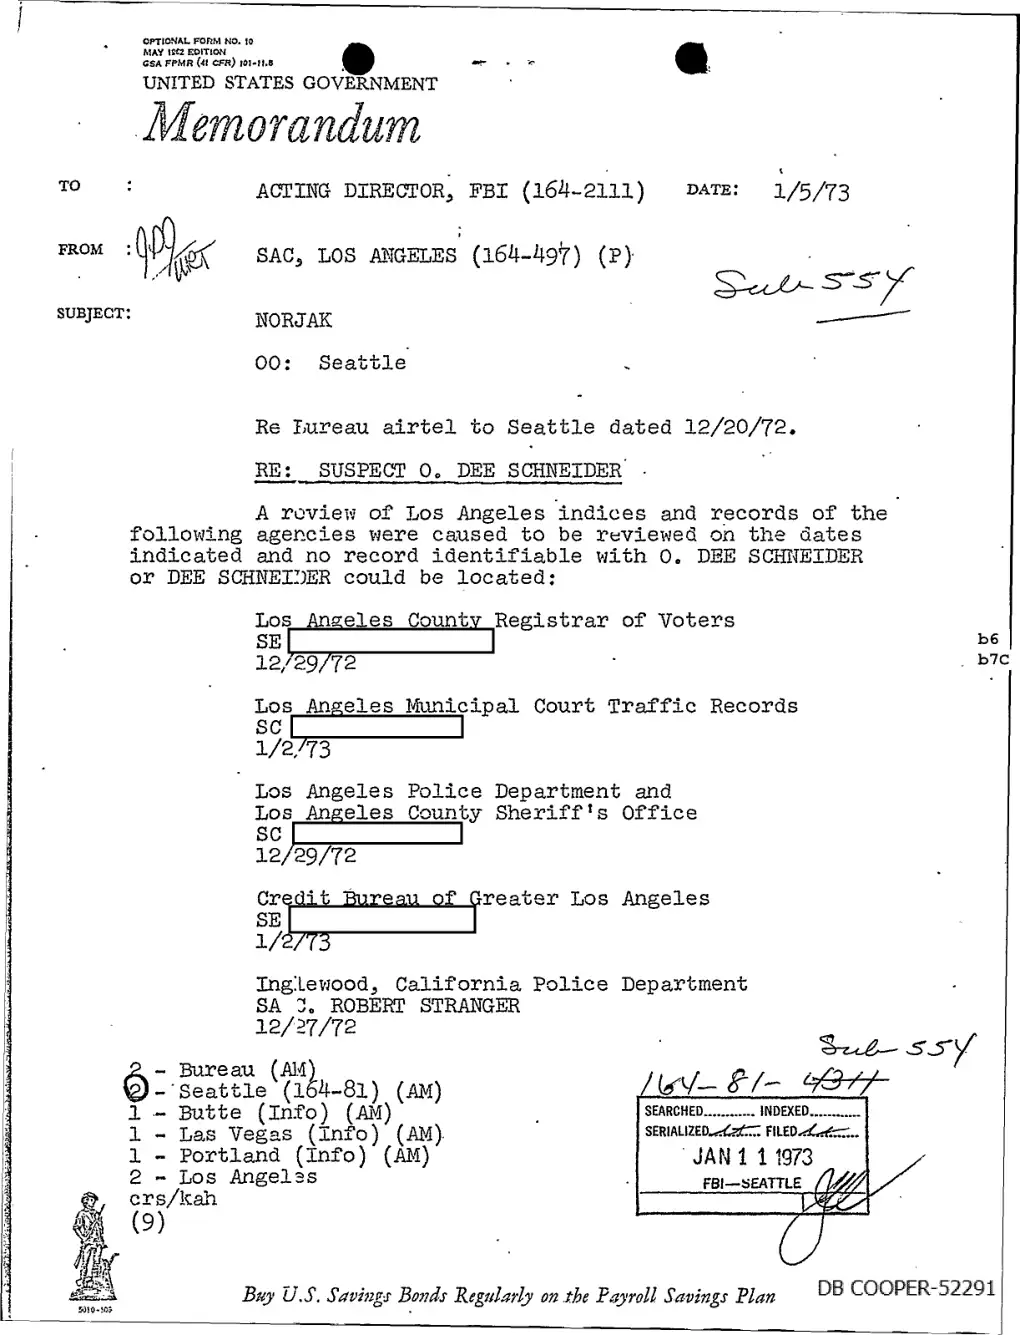 OPTIONAL FORM NO. 10
MAY 1962 EDITION
GSA FPMR (41 CFR) 101-11.6
UNITED STATES GOVERNMENT
Memorandum
TO : ACTING DIRECTOR, FBI (164-2111) DATE: 1/5/73
FROM : SAC, LOS ANGELES (164-497) (P)
Sub 554
SUBJECT: NORJAK
OO: Seattle
Re Bureau airtel to Seattle dated 12/20/72.
RE: SUSPECT O. DEE SCHNEIDER
A review of Los Angeles indices and records of the
following agencies were caused to be reviewed on the dates
indicated and no record identifiable with O. DEE SCHNEIDER
or DEE SCHNEIDER could be located:
Los Angeles County Registrar of Voters
SE
12/29/72
b6
b7C
Los Angeles Municipal Court Traffic Records
SC
1/2/73
Los Angeles Police Department and
Los Angeles County Sheriff's Office
SC
12/29/72
Credit Bureau of Greater Los Angeles
SE
1/2/73
Inglewood, California Police Department
SA C. ROBERT STRANGER
12/27/72
2 - Bureau (AM)
2 - Seattle (164-81) (AM)
1 - Butte (Info) (AM)
1 - Las Vegas (Info) (AM)
1 - Portland (Info) (AM)
2 - Los Angeles
crs/kah
(9)
Sub 554
164-81-4311
SEARCHED............ INDEXED............
SERIALIZED............ FILED............
JAN 11 1973
FBI—SEATTLE
5010-108
Buy U.S. Savings Bonds Regularly on the Payroll Savings Plan
DB COOPER-52291